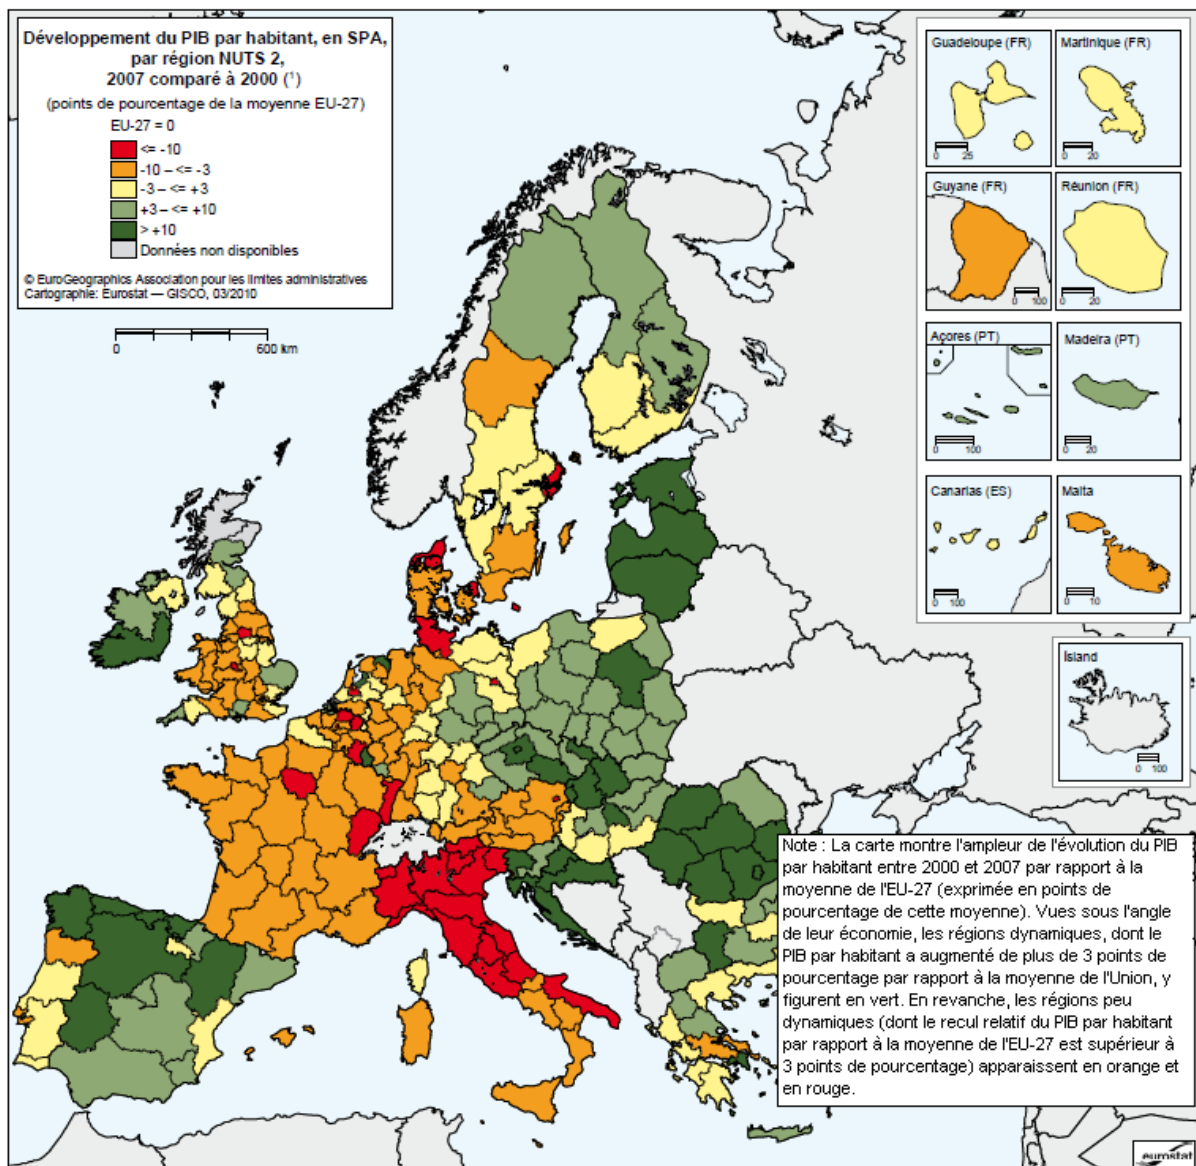 Développement du PIB par habitant, en SPA,
par région NUTS 2,
2007 comparé à 2000 (¹)
(points de pourcentage de la moyenne EU-27)
EU-27 = 0
<= -10
-10 – <= -3
-3 – <= +3
+3 – <= +10
> +10
Données non disponibles
© EuroGeographics Association pour les limites administratives
Cartographie: Eurostat — GISCO, 03/2010
0 600 km
Guadeloupe (FR)
0 25
Martinique (FR)
0 20
Guyane (FR)
0 100
Réunion (FR)
0 20
Açores (PT)
0 100
Madeira (PT)
0 20
Canarias (ES)
0 100
Malta
0 10
Ísland
0 100
Note : La carte montre l'ampleur de l'évolution du PIB
par habitant entre 2000 et 2007 par rapport à la
moyenne de l'EU-27 (exprimée en points de
pourcentage de cette moyenne). Vues sous l'angle
de leur économie, les régions dynamiques, dont le
PIB par habitant a augmenté de plus de 3 points de
pourcentage par rapport à la moyenne de l'Union, y
figurent en vert. En revanche, les régions peu
dynamiques (dont le recul relatif du PIB par habitant
par rapport à la moyenne de l'EU-27 est supérieur à
3 points de pourcentage) apparaissent en orange et
en rouge.
eurostat